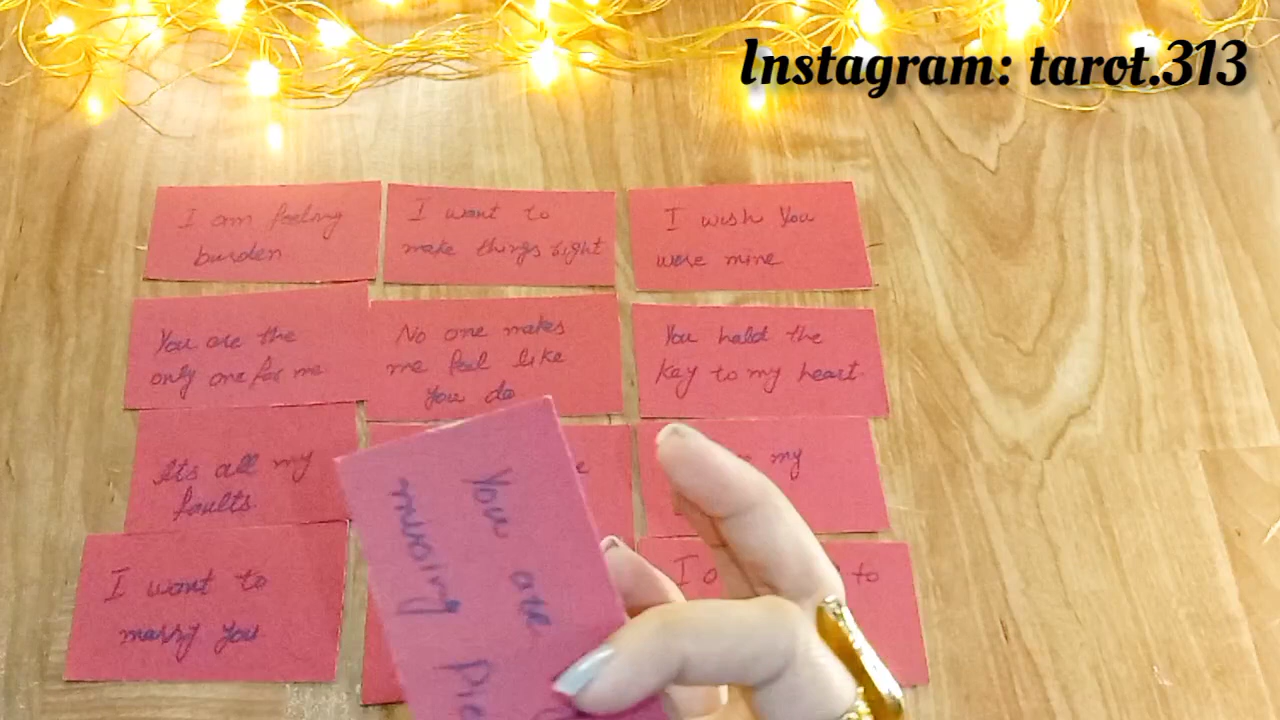 Instagram: tarot.313
I am feeling
burden
I want to
make things right
I wish You
were mine
You are the
only one for me
No one makes
me feel like
you do
You hold the
key to my heart.
Its all my
faults
my
I want to
marry you
I
to
You are
missing